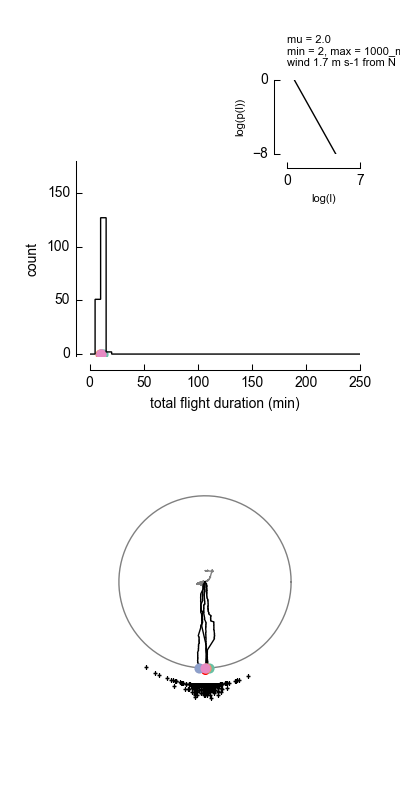 mu = 2.0
min = 2, max = 1000_m
wind 1.7 m s-1 from N
0
log(p(l))
−8
0 7
log(l)
150
count
100
50
0
0 50 100 150 200 250
total flight duration (min)